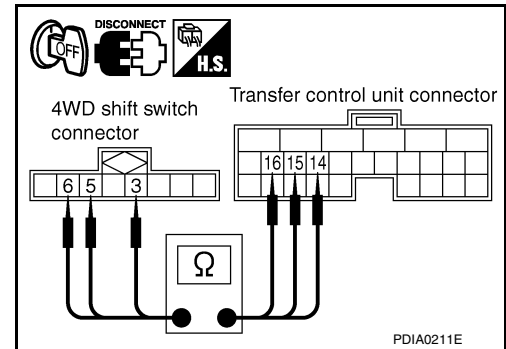 DISCONNECT
OFF
H.S.
4WD shift switch
connector
Transfer control unit connector
6 5 3
16 15 14
Ω
PDIA0211E